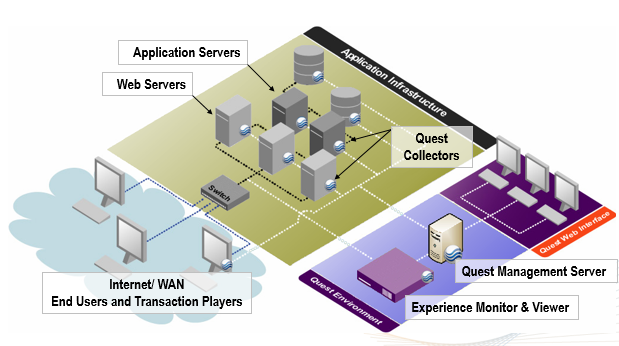 Application Servers
Web Servers
Application Infrastructure
Quest
Collectors
Switch
Quest Web Interface
Internet/ WAN
End Users and Transaction Players
Quest Management Server
Quest Environment
Experience Monitor & Viewer